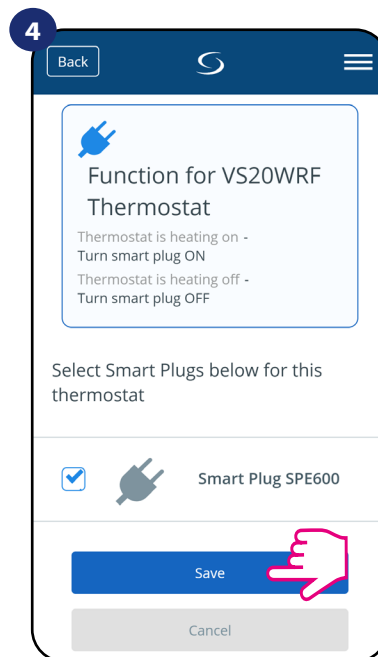 4
Back
Function for VS20WRF
Thermostat
Thermostat is heating on -
Turn smart plug ON
Thermostat is heating off -
Turn smart plug OFF
Select Smart Plugs below for this
thermostat
Smart Plug SPE600
Save
Cancel